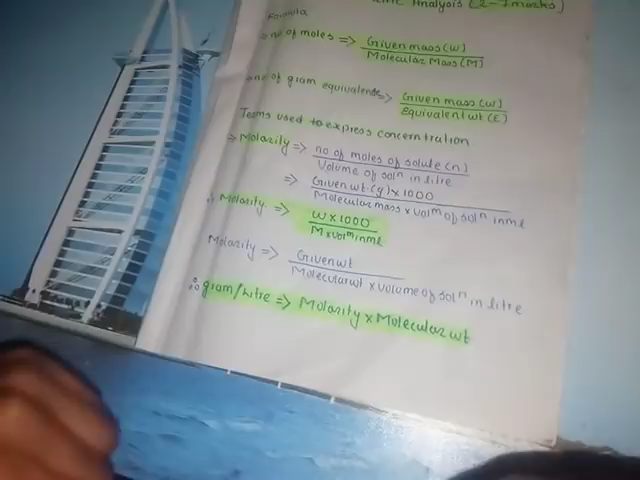 Analysis (2-7 marks)
Formula
no of moles => Given mass (w)
Molecular Mass (M)
no of gram equivalents => Given mass (w)
Equivalent wt (E)
Terms used to express concentration
Molarity => no of moles of solute (n)
Volume of solⁿ in litre
=> Given wt. (g) x 1000
Molecular mass x volᵐ of solⁿ in ml
∴ Molarity => W x 1000
M x volᵐ in ml
Molarity => Given wt
Molecular wt x volume of solⁿ in litre
∴ gram/Litre => Molarity x Molecular wt